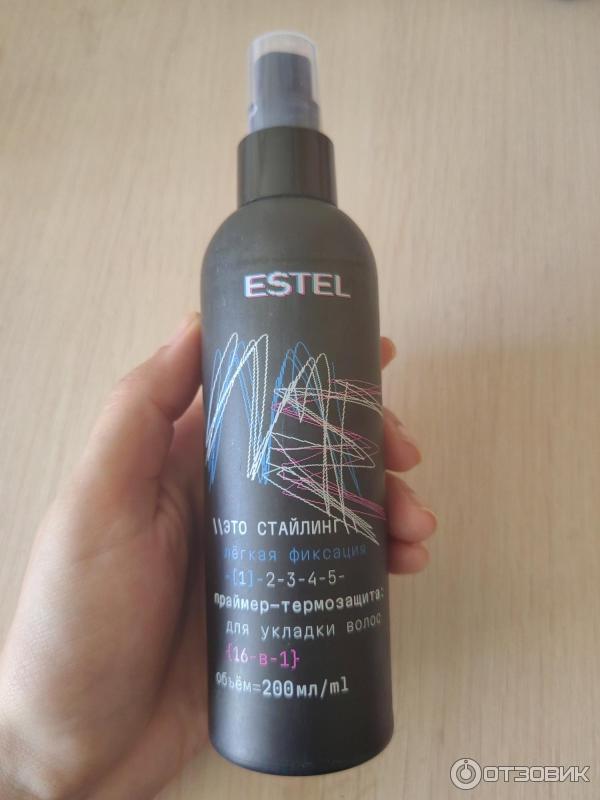 ESTEL
\\ЭТО СТАЙЛИНГ
лёгкая фиксация
-[1]-2-3-4-5-
праймер-термозащита:
для укладки волос
{16-в-1}
объём=200мл/ml
ОТЗОВИК